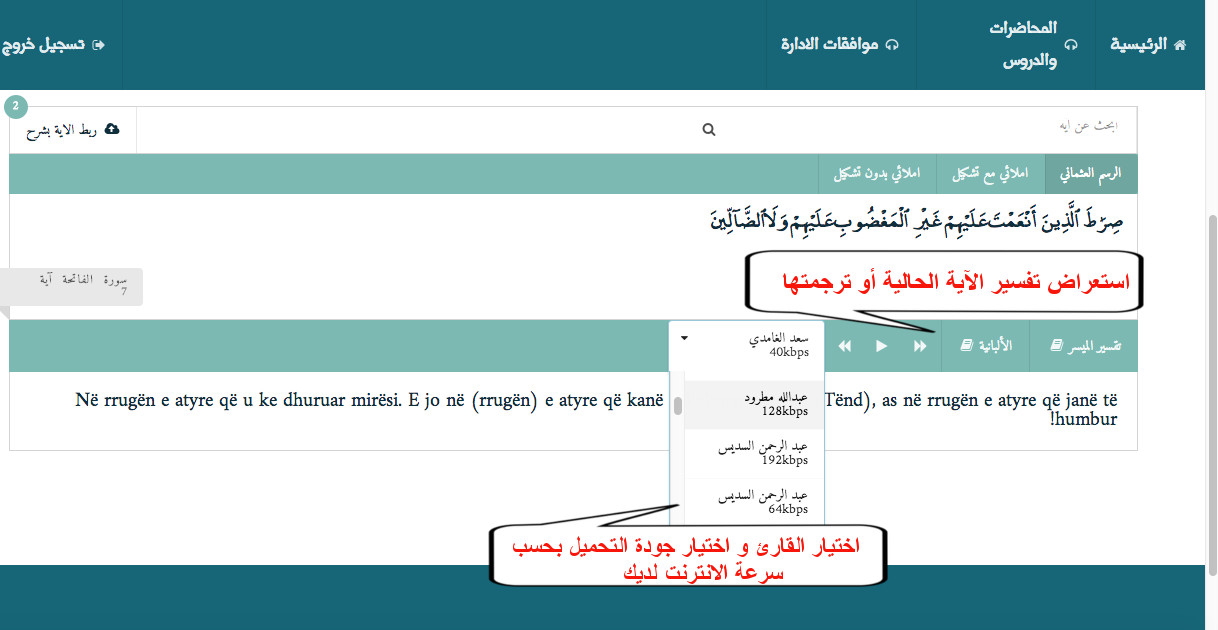 الرئيسية
المحاضرات
والدروس
موافقات الادارة
تسجيل خروج
2
ابحث عن ايه
ربط الاية بشرح
الرسم العثماني
املائي مع تشكيل
املائي بدون تشكيل
صِرَٰطَ ٱلَّذِينَ أَنْعَمْتَ عَلَيْهِمْ غَيْرِ ٱلْمَغْضُوبِ عَلَيْهِمْ وَلَا ٱلضَّآلِّينَ
سورة الفاتحة آية
7
استعراض تفسير الآية الحالية أو ترجمتها
تفسير الميسر
الألبانية
سعد الغامدي
40kbps
عبدالله مطرود
128kbps
عبد الرحمن السديس
192kbps
عبد الرحمن السديس
64kbps
Në rrugën e atyre që u ke dhuruar mirësi. E jo në (rrugën) e atyre që kanë Tënd), as në rrugën e atyre që janë të
!humbur
اختيار القارئ و اختيار جودة التحميل بحسب
سرعة الانترنت لديك